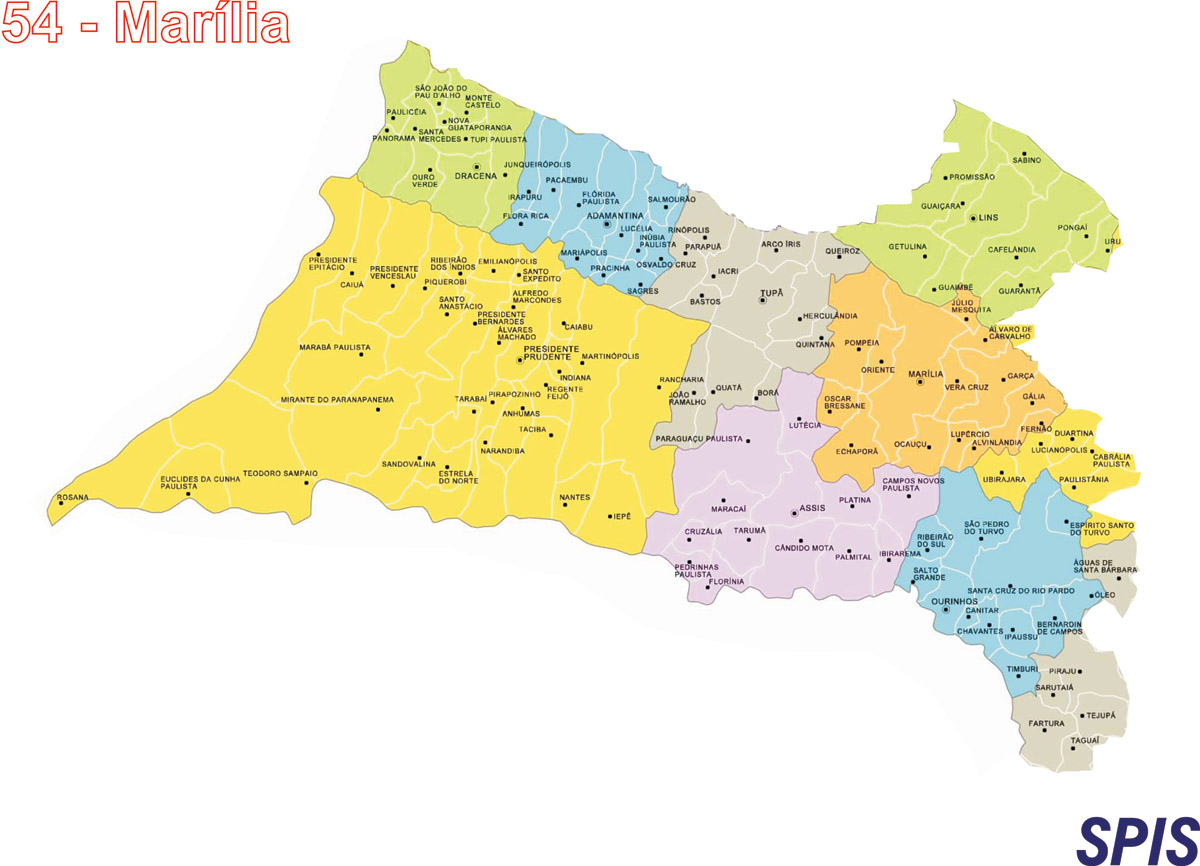 54 - Marília
SÃO JOÃO DO
PAU D'ALHO
MONTE
CASTELO
PAULICÉIA
NOVA
GUATAPORANGA
PANORAMA
SANTA
MERCEDES
TUPI PAULISTA
OURO
VERDE
DRACENA
JUNQUEIRÓPOLIS
IRAPURU
PACAEMBU
FLÓRIDA
PAULISTA
SALMOURÃO
FLORA RICA
ADAMANTINA
LUCÉLIA
INÚBIA
PAULISTA
MARIÁPOLIS
PRACINHA
OSVALDO CRUZ
SAGRES
RINÓPOLIS
PARAPUÃ
ARCO ÍRIS
QUEIROZ
IACRI
BASTOS
TUPÃ
HERCULÂNDIA
QUINTANA
SABINO
PROMISSÃO
GUAIÇARA
LINS
PONGAÍ
URU
GETULINA
CAFELANDIA
GUAIMBÊ
GUARANTÃ
JÚLIO
MESQUITA
ÁLVARO DE
CARVALHO
POMPÉIA
ORIENTE
MARÍLIA
VERA CRUZ
GARÇA
GÁLIA
OSCAR
BRESSANE
FERNÃO
ECHAPORÃ
OCAUÇU
LUPÉRCIO
ALVINLÂNDIA
DUARTINA
LUCIANÓPOLIS
CABRÁLIA
PAULISTA
UBIRAJARA
PAULISTÂNIA
PRESIDENTE
EPITÁCIO
CAIUÁ
PRESIDENTE
VENCESLAU
RIBEIRÃO
DOS ÍNDIOS
PIQUEROBI
EMILIANÓPOLIS
SANTO
EXPEDITO
SANTO
ANASTÁCIO
ALFREDO
MARCONDES
PRESIDENTE
BERNARDES
ÁLVARES
MACHADO
CAIABU
MARABÁ PAULISTA
PRESIDENTE
PRUDENTE
MARTINÓPOLIS
INDIANA
REGENTE
FEIJÓ
MIRANTE DO PARANAPANEMA
TARABAÍ
PIRAPOZINHO
ANHUMAS
TACIBA
NARANDIBA
SANDOVALINA
ESTRELA
DO NORTE
TEODORO SAMPAIO
EUCLIDES DA CUNHA
PAULISTA
ROSANA
NANTES
IEPÊ
RANCHARIA
JOÃO
RAMALHO
QUATÁ
BORÁ
PARAGUAÇU PAULISTA
LUTÉCIA
MARACAÍ
ASSIS
PLATINA
CAMPOS NOVOS
PAULISTA
CRUZÁLIA
TARUMÃ
CÂNDIDO MOTA
PALMITAL
IBIRAREMA
PEDRINHAS
PAULISTA
FLORÍNIA
SÃO PEDRO
DO TURVO
ESPÍRITO SANTO
DO TURVO
RIBEIRÃO
DO SUL
SALTO
GRANDE
ÁGUAS DE
SANTA BÁRBARA
SANTA CRUZ DO RIO PARDO
ÓLEO
OURINHOS
CANITAR
CHAVANTES
IPAUSSU
BERNARDIN
DE CAMPOS
TIMBURI
PIRAJU
SARUTAIÁ
FARTURA
TEJUPÁ
TAGUAÍ
SPIS